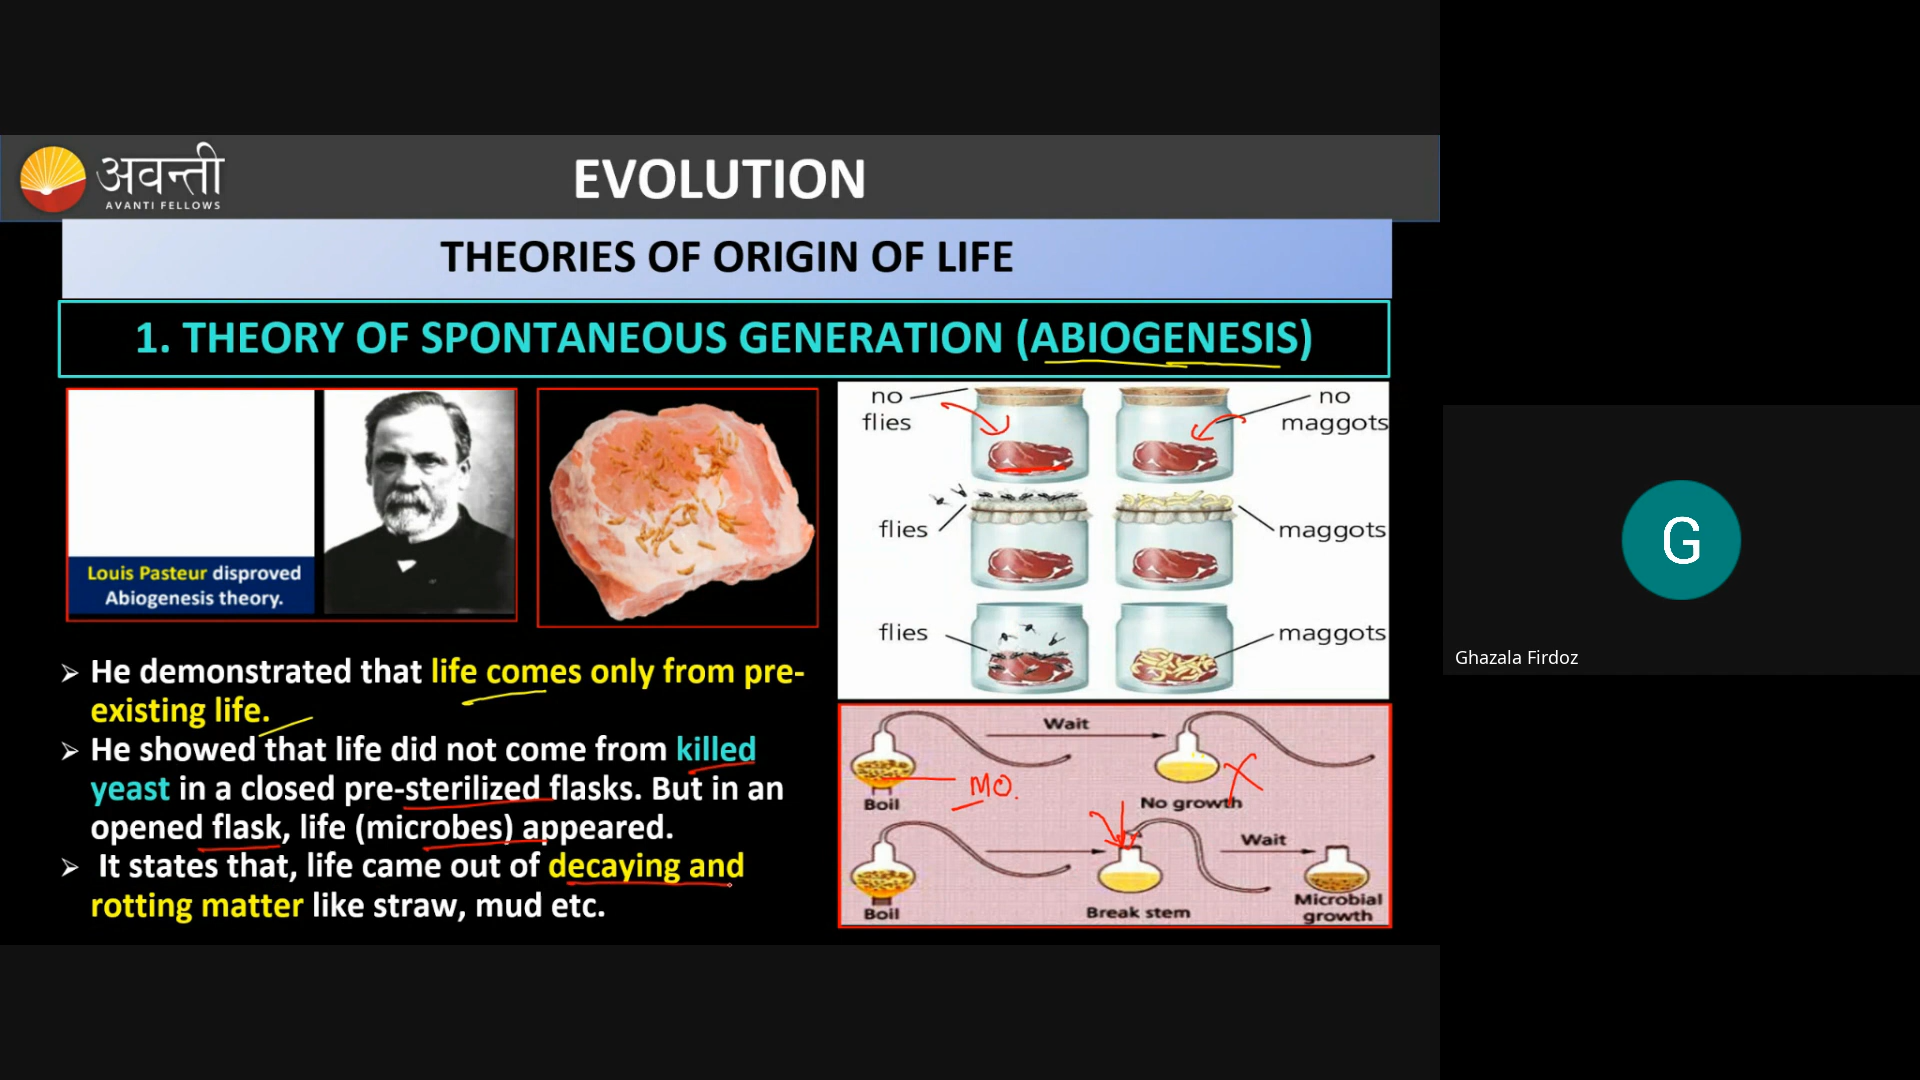 अवन्ती
AVANTI FELLOWS
EVOLUTION
THEORIES OF ORIGIN OF LIFE
1. THEORY OF SPONTANEOUS GENERATION (ABIOGENESIS)
Louis Pasteur disproved
Abiogenesis theory.
no
flies
no
maggots
flies
maggots
flies
maggots
➢ He demonstrated that life comes only from pre-
existing life.
➢ He showed that life did not come from killed
yeast in a closed pre-sterilized flasks. But in an
opened flask, life (microbes) appeared.
➢ It states that, life came out of decaying and
rotting matter like straw, mud etc.
Wait
MO.
Boil
No growth
Wait
Boil
Break stem
Microbial
growth
G
Ghazala Firdoz